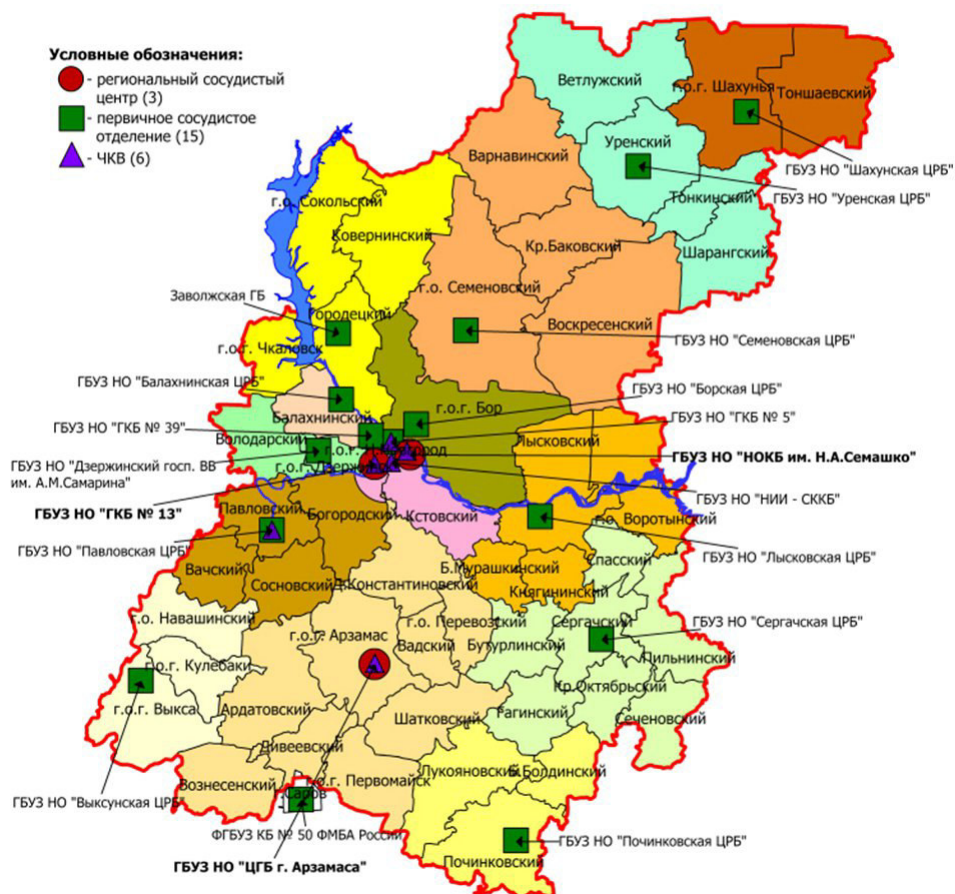 Условные обозначения:
- региональный сосудистый
центр (3)
- первичное сосудистое
отделение (15)
- ЧКВ (6)
Ветлужский
г.о.г. Шахунья
Тоншаевский
Уренский
Варнавинский
ГБУЗ НО "Шахунская ЦРБ"
Тонкинский
ГБУЗ НО "Уренская ЦРБ"
г.о. Сокольский
Ковернинский
Кр.Баковский
Шарангский
г.о. Семеновский
Заволжская ГБ
Городецкий
Воскресенский
ГБУЗ НО "Семеновская ЦРБ"
г.о.г. Чкаловск
ГБУЗ НО "Балахнинская ЦРБ"
ГБУЗ НО "Борская ЦРБ"
г.о.г. Бор
Балахнинский
ГБУЗ НО "ГКБ № 5"
ГБУЗ НО "ГКБ № 39"
Володарский
Лысковский
ГБУЗ НО "НОКБ им. Н.А.Семашко"
ГБУЗ НО "Дзержинский госп. ВВ
им. А.М.Самарина"
ГБУЗ НО "НИИ - СККБ"
ГБУЗ НО "ГКБ № 13"
Павловский
Богородский
Кстовский
г.о. Воротынский
ГБУЗ НО "Павловская ЦРБ"
ГБУЗ НО "Лысковская ЦРБ"
Спасский
Вачский
Б.Мурашкинский
Сосновский
Д.Константиновский
Княгининский
г.о. Навашинский
г.о. Перевозский
Сергачский
ГБУЗ НО "Сергачская ЦРБ"
г.о.г. Арзамас
Вадский
Бутурлинский
Пильнинский
г.о.г. Кулебаки
Кр.Октябрьский
г.о.г. Выкса
Ардатовский
Шатковский
Гагинский
Сеченовский
Дивеевский
Лукояновский
Б.Болдинский
Вознесенский
г.о.г. Первомайск
г.Саров
ГБУЗ НО "Выксунская ЦРБ"
ФГБУЗ КБ № 50 ФМБА России
ГБУЗ НО "Починковская ЦРБ"
ГБУЗ НО "ЦГБ г. Арзамаса"
Починковский